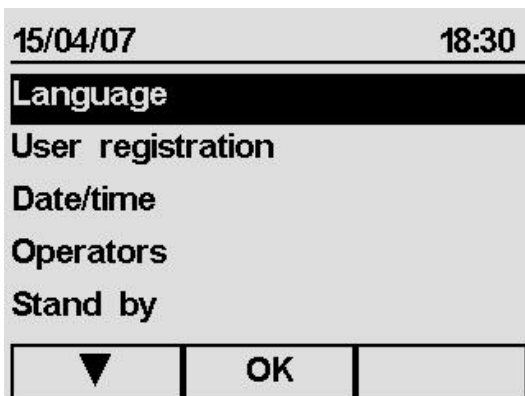 15/04/07 18:30
Language
User registration
Date/time
Operators
Stand by
▼ OK